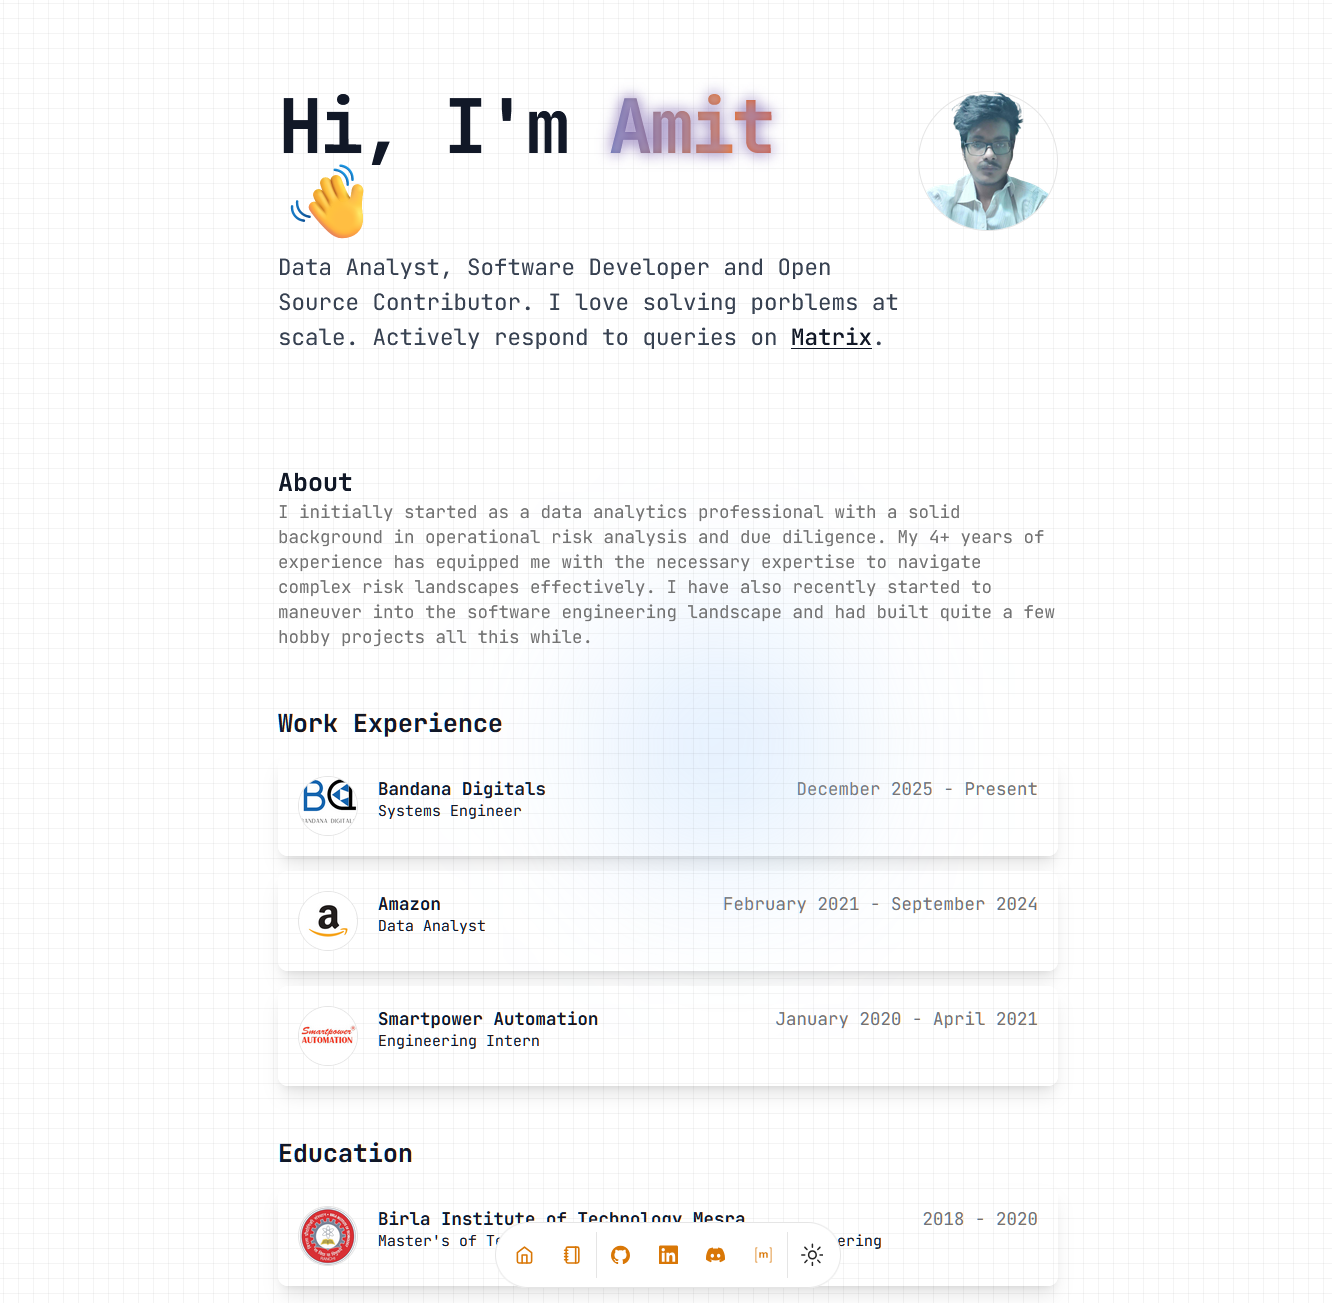 Hi, I'm Amit
Data Analyst, Software Developer and Open
Source Contributor. I love solving porblems at
scale. Actively respond to queries on Matrix.
About
I initially started as a data analytics professional with a solid
background in operational risk analysis and due diligence. My 4+ years of
experience has equipped me with the necessary expertise to navigate
complex risk landscapes effectively. I have also recently started to
maneuver into the software engineering landscape and had built quite a few
hobby projects all this while.
Work Experience
Bandana Digitals December 2025 - Present
Systems Engineer
Amazon February 2021 - September 2024
Data Analyst
Smartpower Automation January 2020 - April 2021
Smartpower
AUTOMATION
Engineering Intern
Education
Birla Institute of Technology Mesra 2018 - 2020
Master's of
[m]